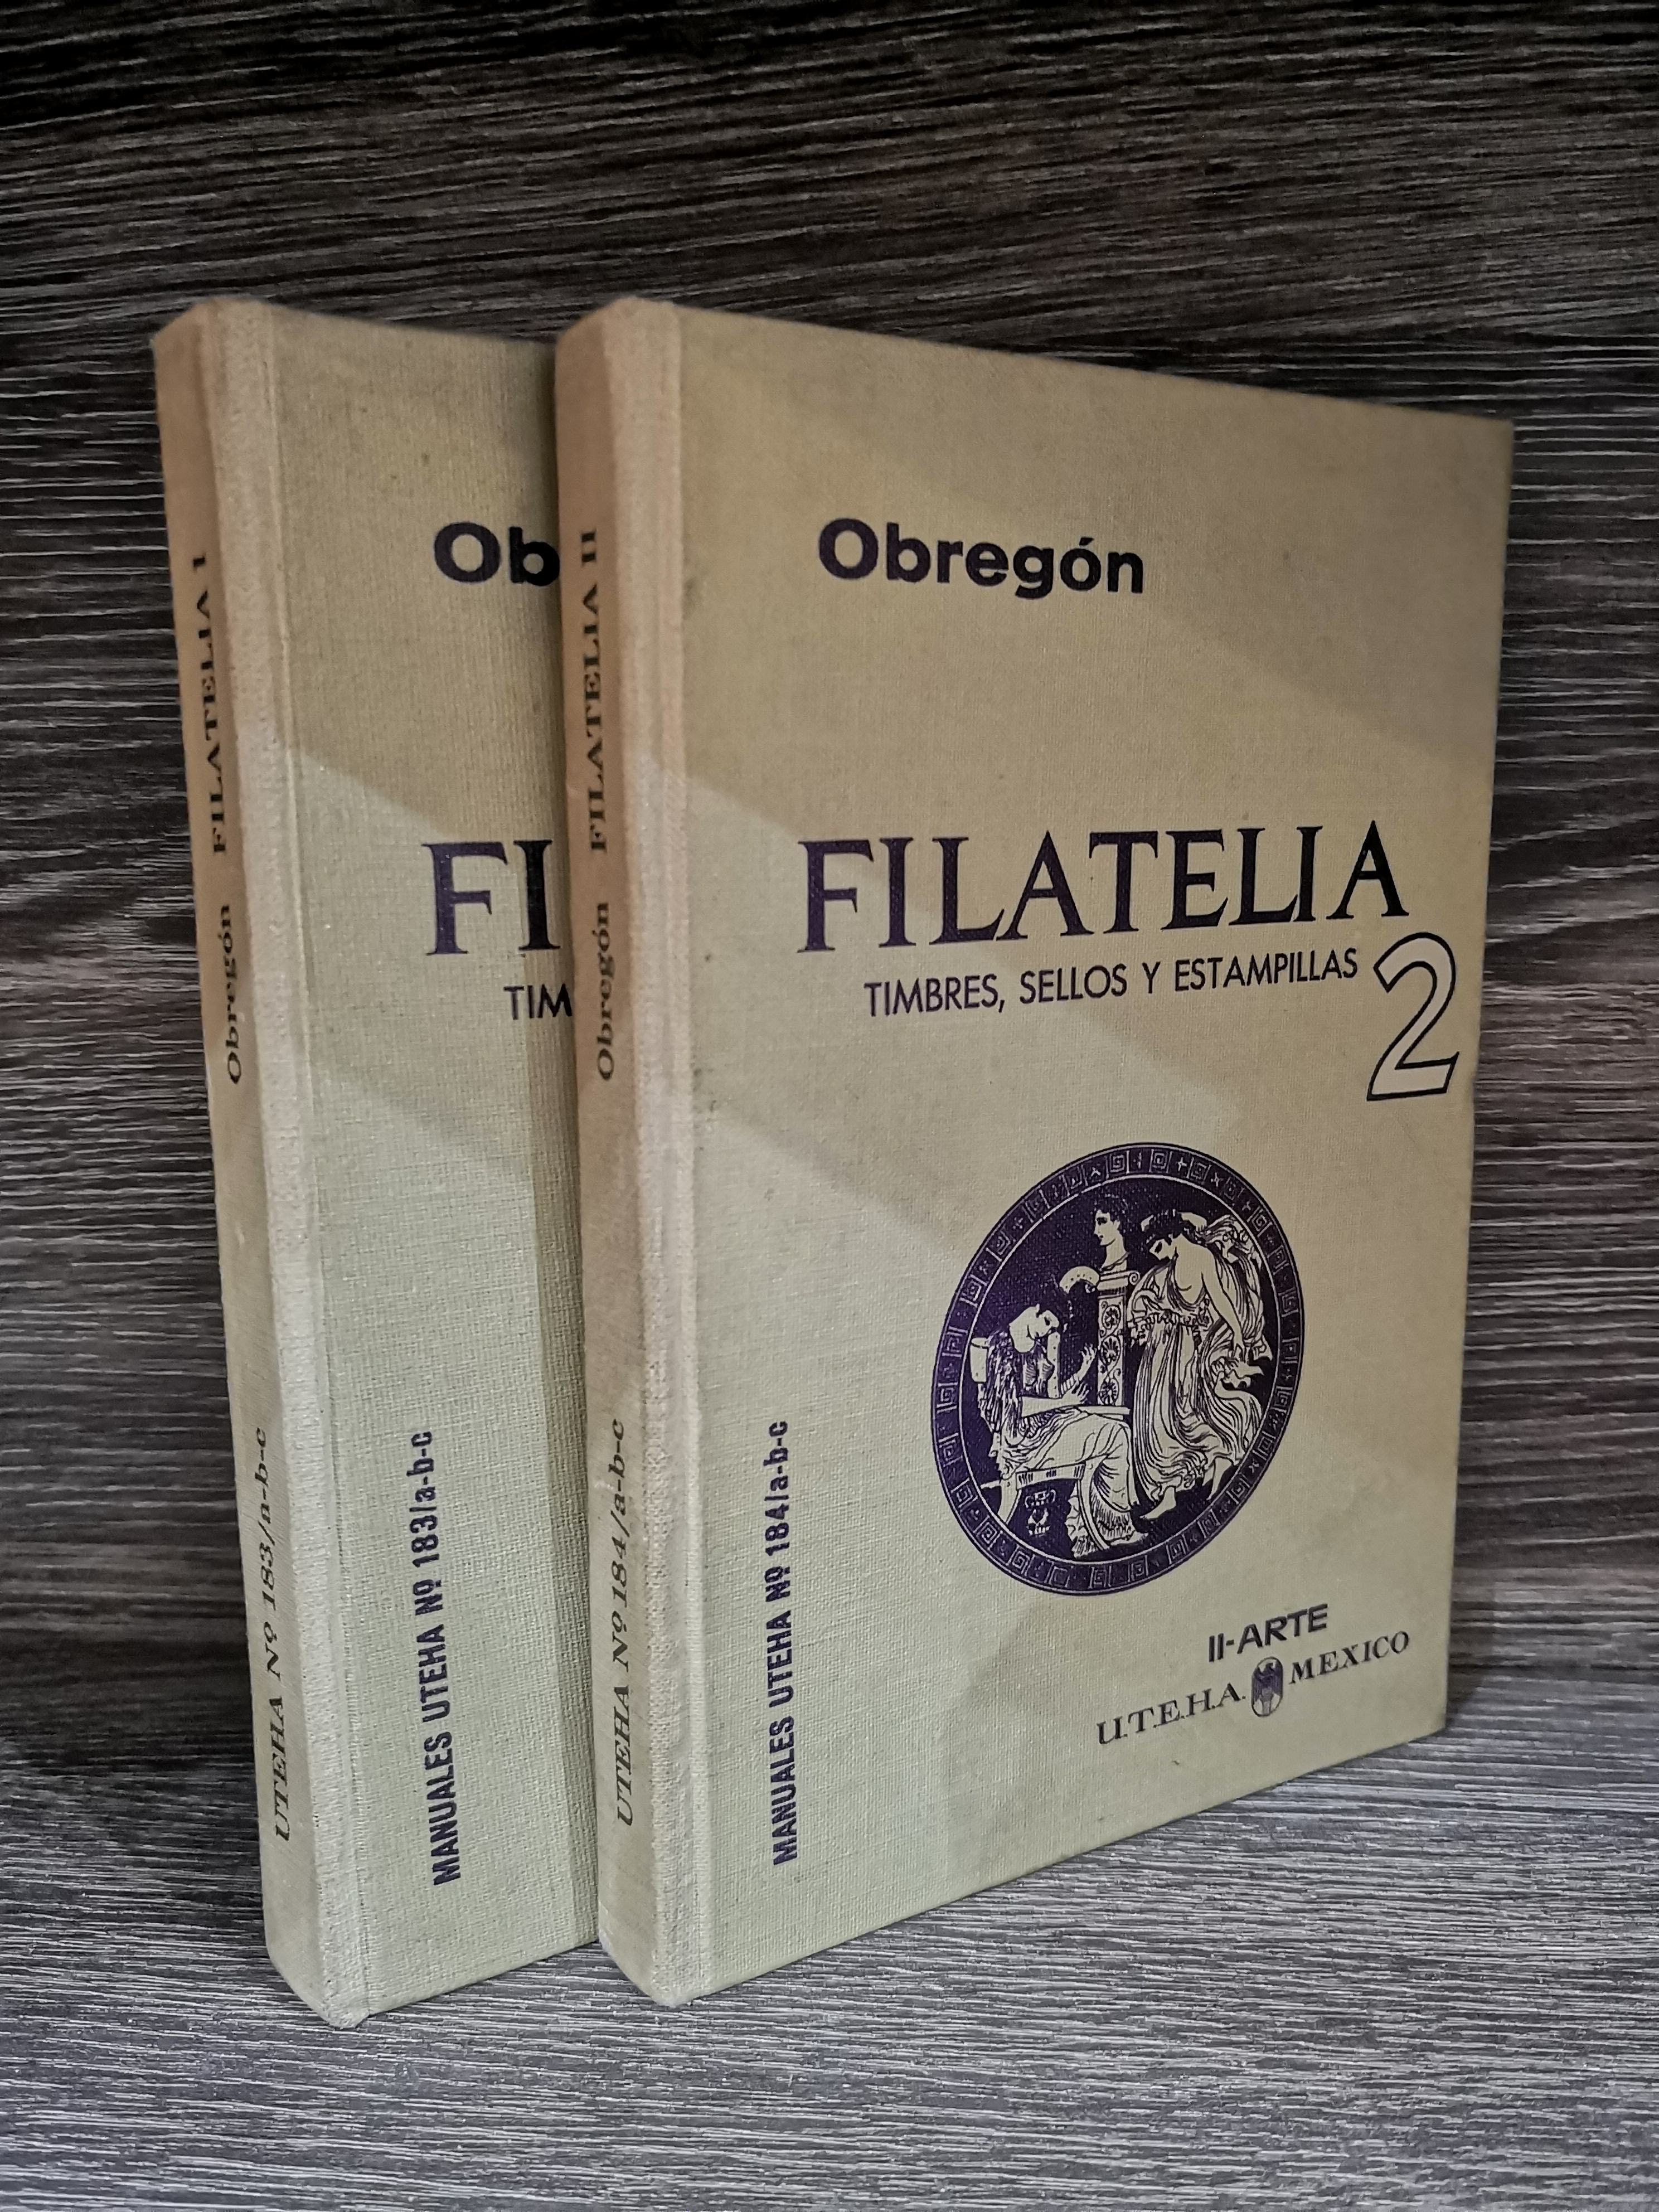 Obregón FILATELIA I
UTEHA Nº 183/a-b-c
Ob
FI
TIM
MANUALES UTEHA Nº 183/a-b-c
Obregón FILATELIA II
UTEHA Nº 184/a-b-c
Obregón
FILATELIA
TIMBRES, SELLOS Y ESTAMPILLAS
2
MANUALES UTEHA Nº 184/a-b-c
II-ARTE
U.T.E.H.A. MEXICO